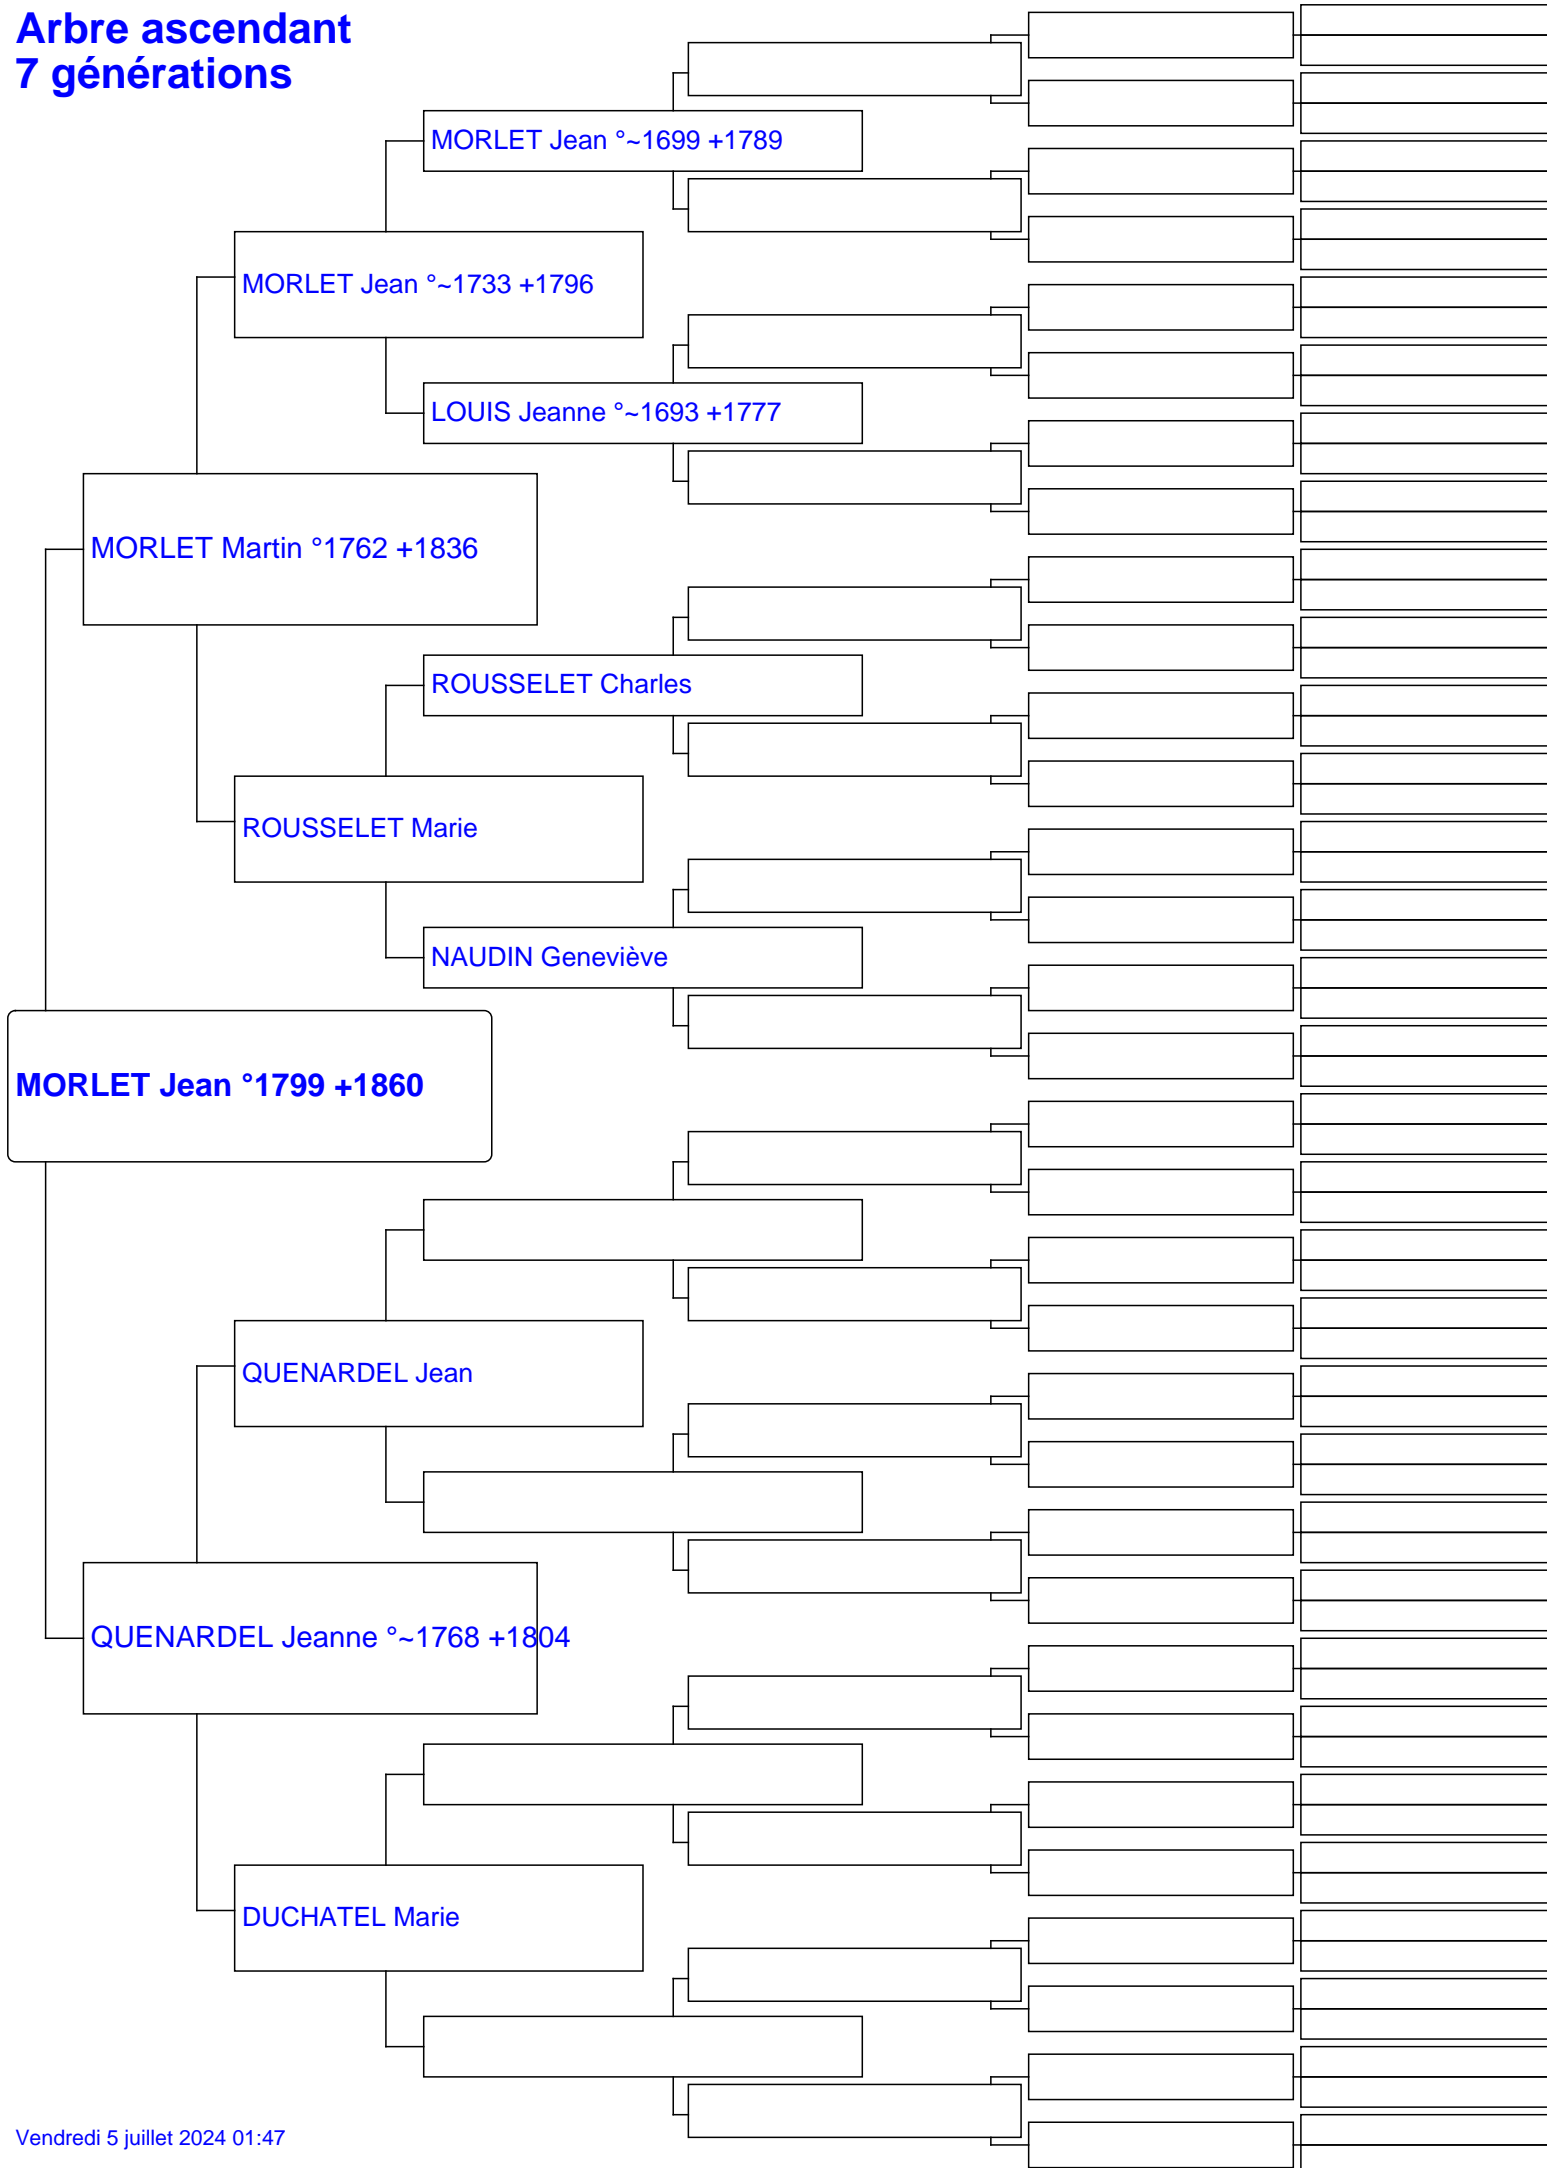 Arbre ascendant
7 générations
MORLET Jean °~1699 +1789
MORLET Jean °~1733 +1796
LOUIS Jeanne °~1693 +1777
MORLET Martin °1762 +1836
ROUSSELET Charles
ROUSSELET Marie
NAUDIN Geneviève
MORLET Jean °1799 +1860
QUENARDEL Jean
QUENARDEL Jeanne °~1768 +1804
DUCHATEL Marie
Vendredi 5 juillet 2024 01:47